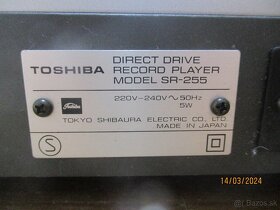 TOSHIBA
DIRECT DRIVE
RECORD PLAYER
MODEL SR-255
220V-240V∿50Hz
5W
Toshiba
TOKYO SHIBAURA ELECTRIC CO. LTD.
MADE IN JAPAN
S
14/03/2024
bazos.sk